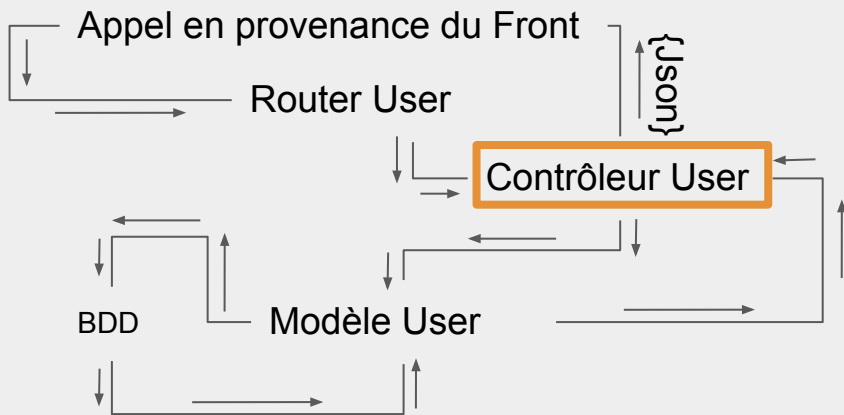 Appel en provenance du Front
{Json}
Router User
Contrôleur User
BDD
Modèle User